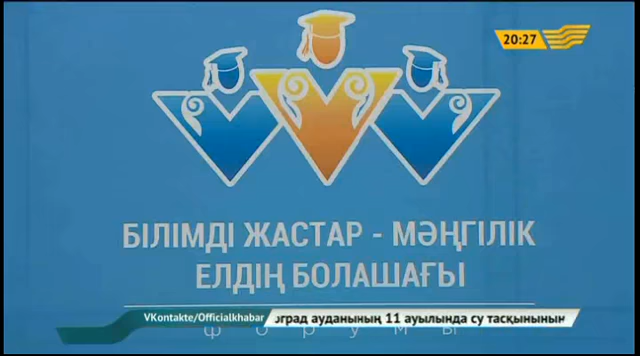 20:27
БІЛІМДІ ЖАСТАР - МӘҢГІЛІК
ЕЛДІҢ БОЛАШАҒЫ
VKontakte/Officialkhabar
ауданының 11 ауылында су тасқынының